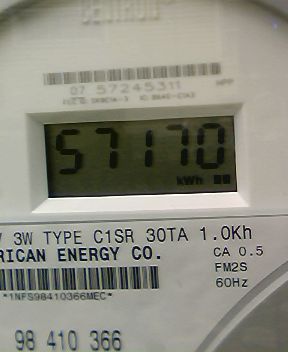 CENTRON
07 57245311
57170
kWh
3W TYPE C1SR 30TA 1.0Kh
RICAN ENERGY CO.
CA 0.5
FM2S
60Hz
*1NFS98410366MEC*
98 410 366